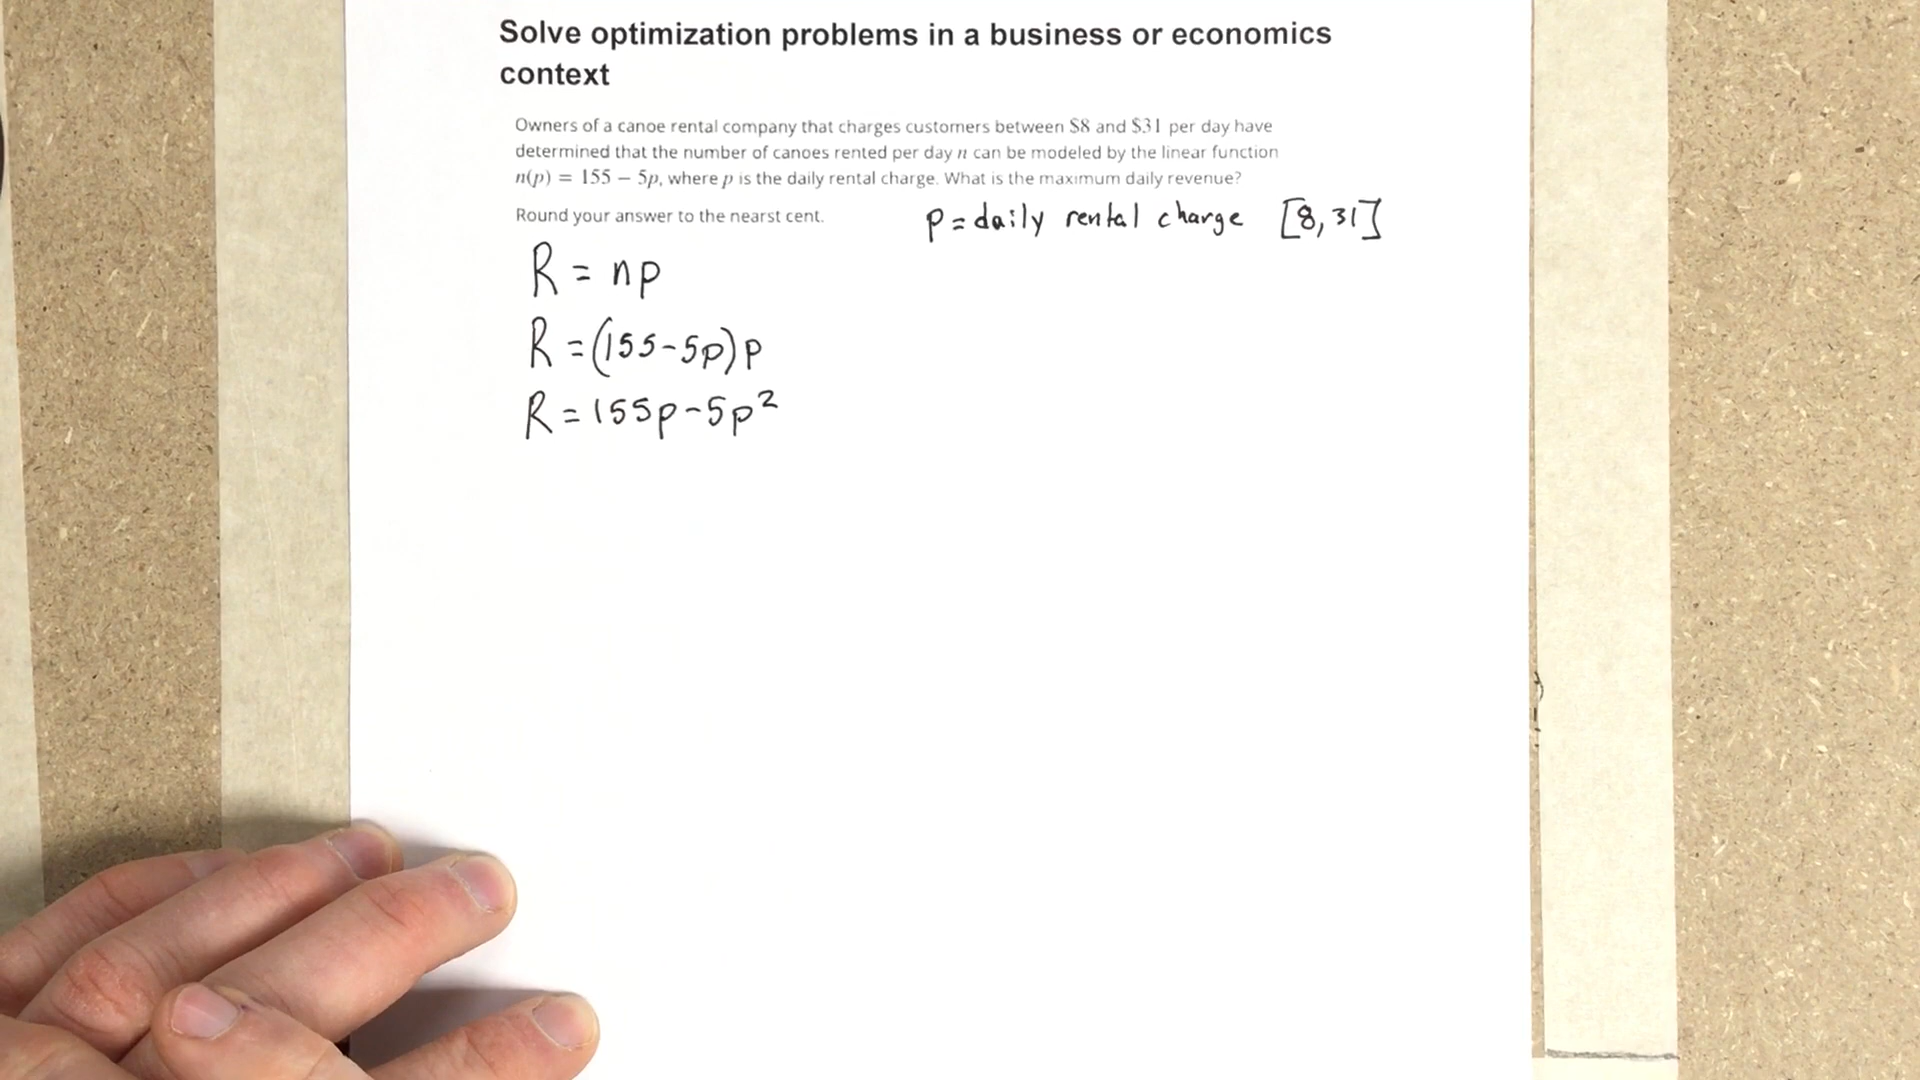 Solve optimization problems in a business or economics
context
Owners of a canoe rental company that charges customers between $8 and $31 per day have
determined that the number of canoes rented per day n can be modeled by the linear function
n(p) = 155 − 5p, where p is the daily rental charge. What is the maximum daily revenue?
Round your answer to the nearst cent.
p = daily rental charge [8, 31]
R = np
R = (155-5p)p
R = 155p-5p²